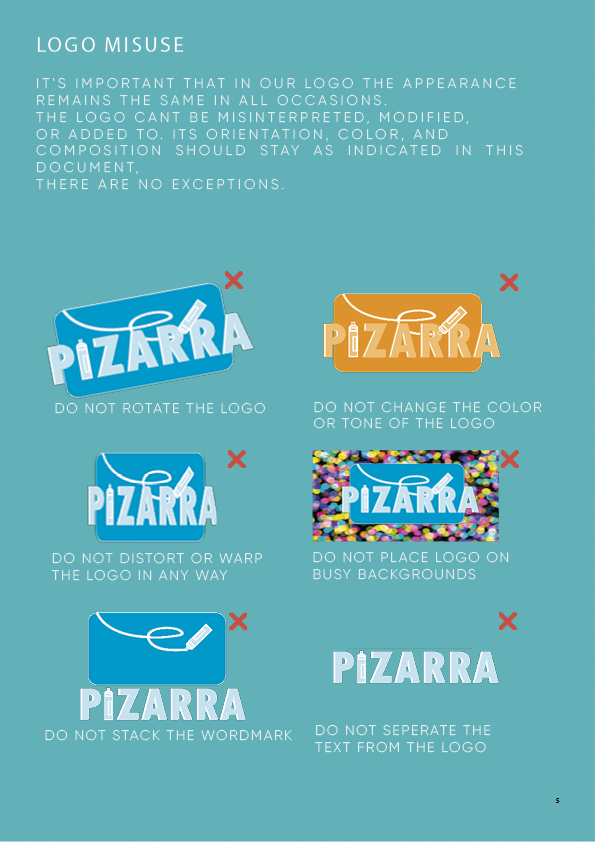 LOGO MISUSE
IT'S IMPORTANT THAT IN OUR LOGO THE APPEARANCE
REMAINS THE SAME IN ALL OCCASIONS.
THE LOGO CANT BE MISINTERPRETED, MODIFIED,
OR ADDED TO. ITS ORIENTATION, COLOR, AND
COMPOSITION SHOULD STAY AS INDICATED IN THIS
DOCUMENT,
THERE ARE NO EXCEPTIONS.
PiZARRA
DO NOT ROTATE THE LOGO
PiZARRA
DO NOT CHANGE THE COLOR
OR TONE OF THE LOGO
PiZARRA
DO NOT DISTORT OR WARP
THE LOGO IN ANY WAY
PiZARRA
DO NOT PLACE LOGO ON
BUSY BACKGROUNDS
PiZARRA
DO NOT STACK THE WORDMARK
PiZARRA
DO NOT SEPERATE THE
TEXT FROM THE LOGO
5